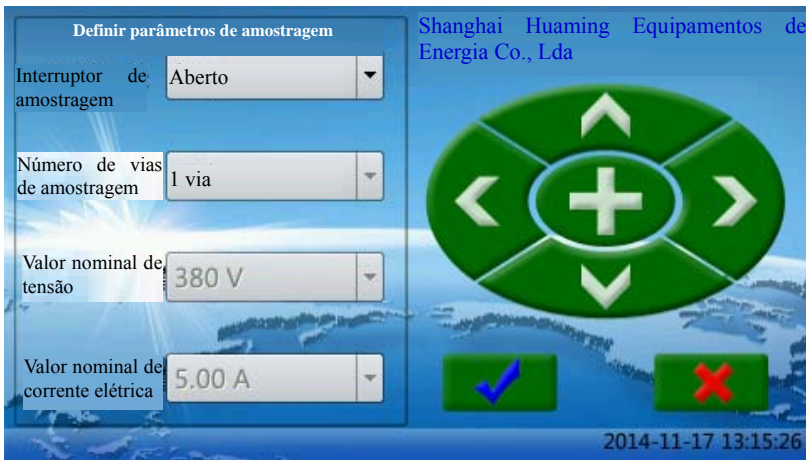 Definir parâmetros de amostragem
Shanghai Huaming Equipamentos de
Energia Co., Lda
Interruptor de
amostragem
Aberto
Número de vias
de amostragem
1 via
Valor nominal de
tensão
380 V
Valor nominal de
corrente elétrica
5.00 A
2014-11-17 13:15:26